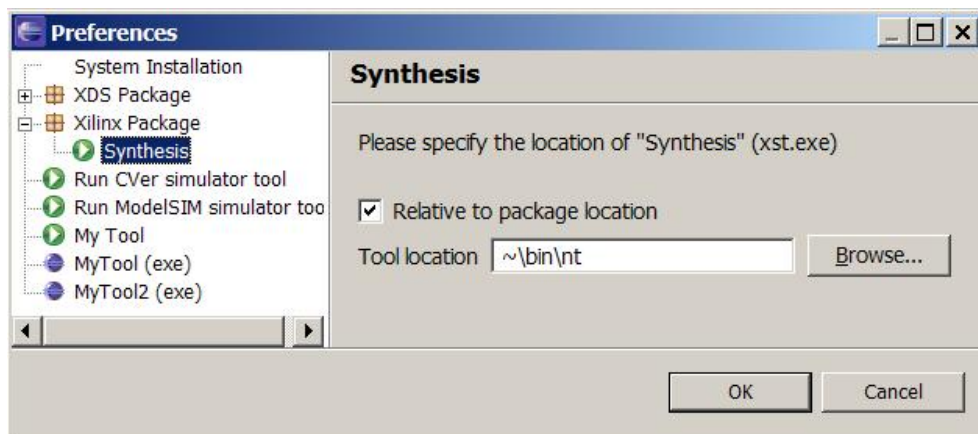 Preferences
System Installation
XDS Package
Xilinx Package
Synthesis
Run CVer simulator tool
Run ModelSIM simulator too
My Tool
MyTool (exe)
MyTool2 (exe)
Synthesis
Please specify the location of "Synthesis" (xst.exe)
Relative to package location
Tool location ~\bin\nt Browse...
OK Cancel